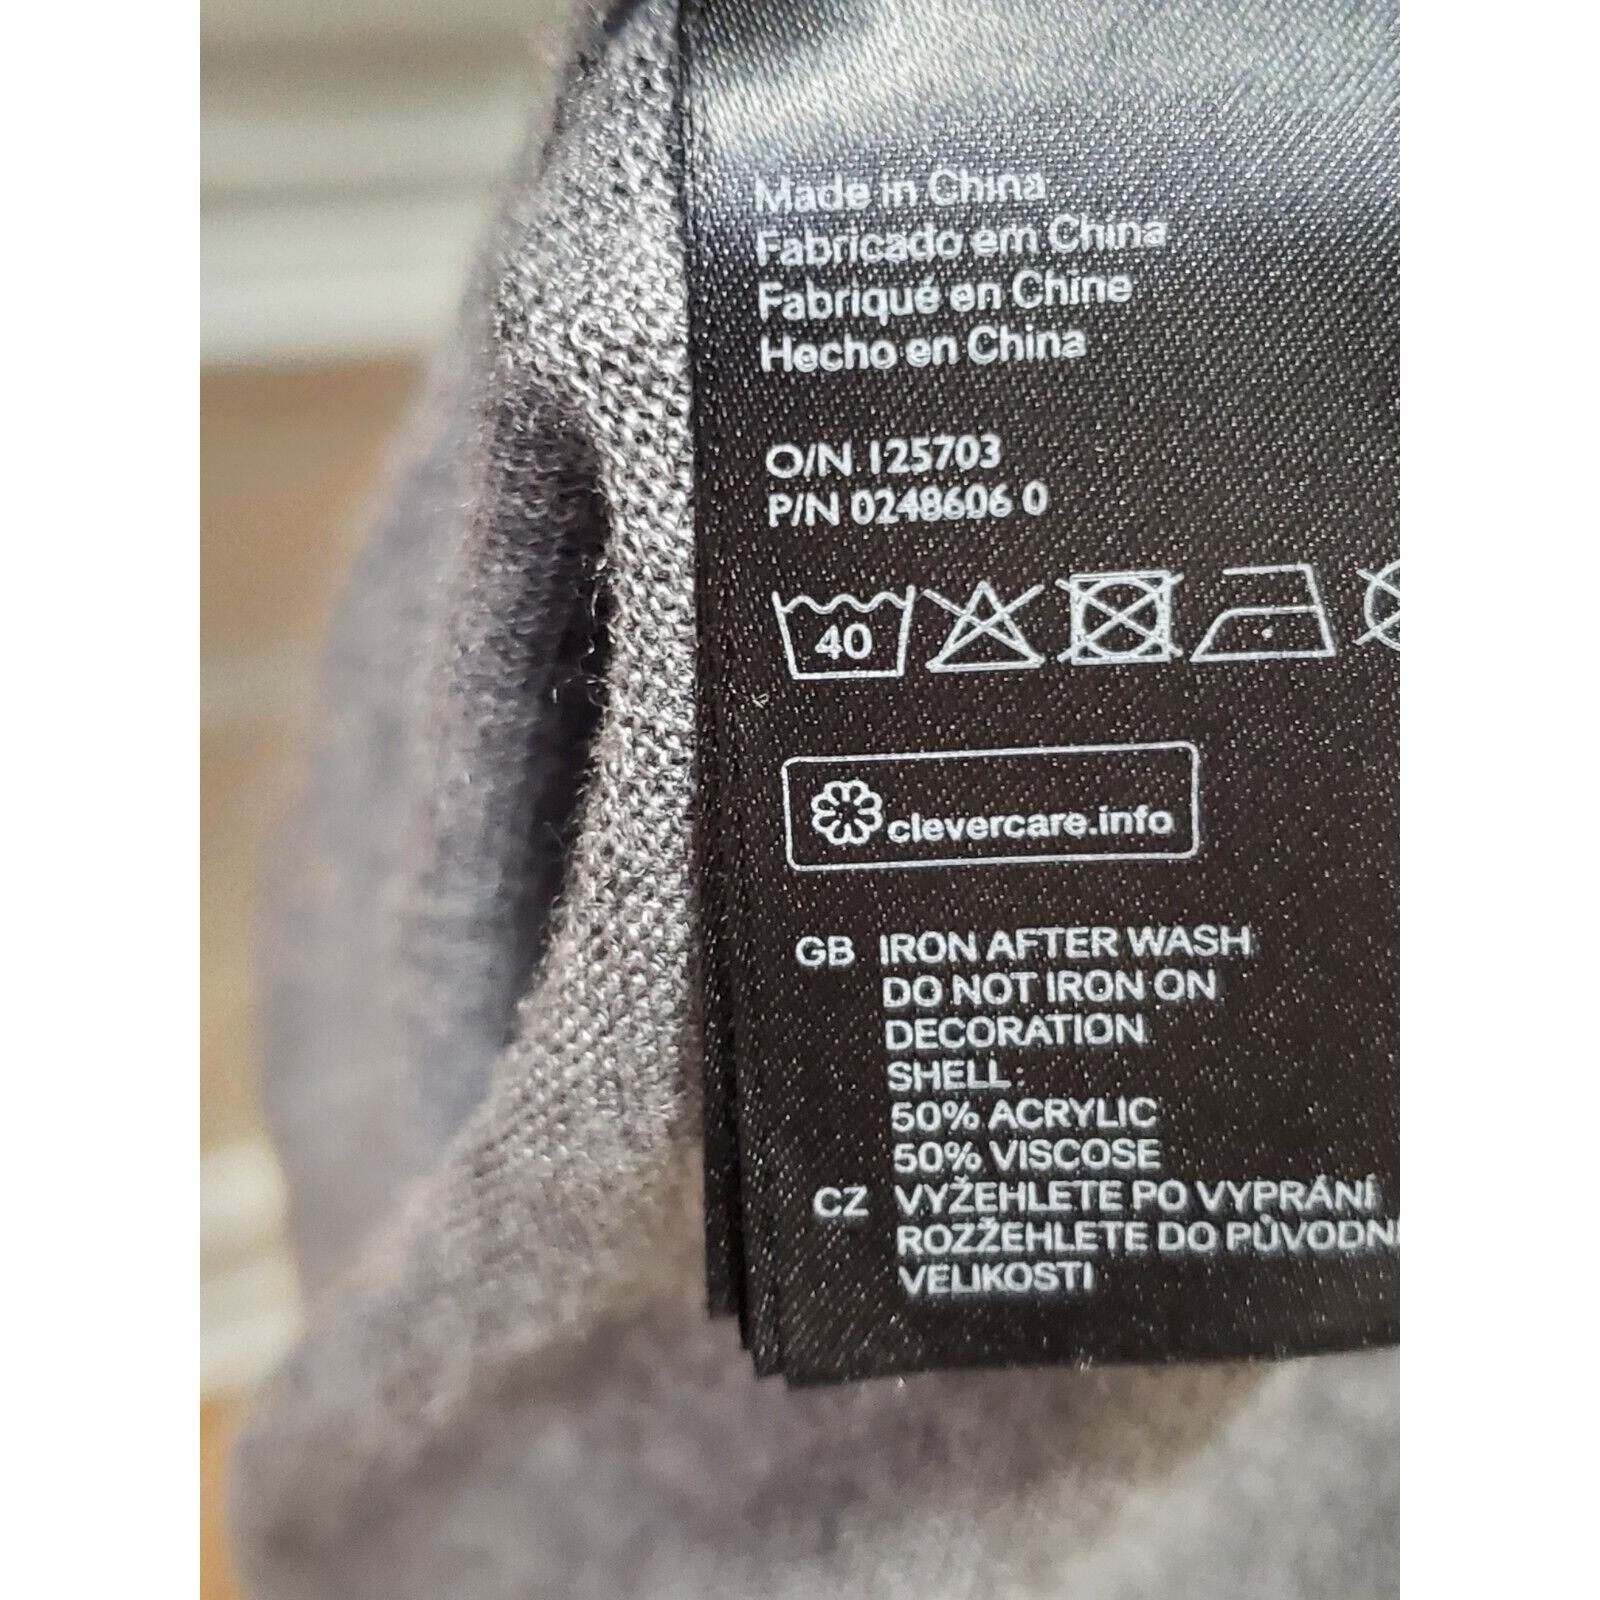 Made in China
Fabricado em China
Fabriqué en Chine
Hecho en China
O/N 125703
P/N 0248606 0
40
clevercare.info
GB IRON AFTER WASH
DO NOT IRON ON
DECORATION
SHELL:
50% ACRYLIC
50% VISCOSE
CZ VYŽEHLETE PO VYPRÁNÍ
ROZŽEHLETE DO PŮVODNÍ
VELIKOSTI